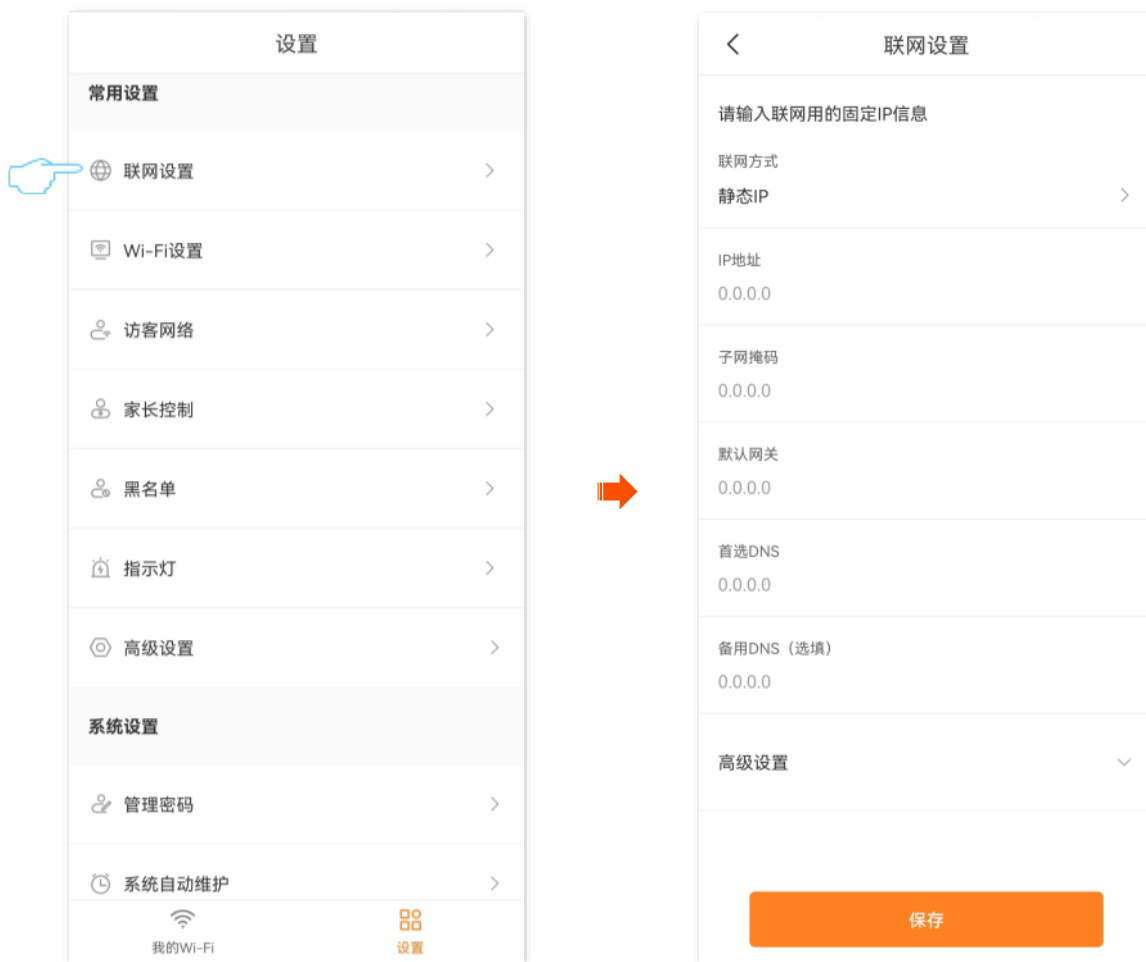 设置
常用设置
联网设置
Wi-Fi设置
访客网络
家长控制
黑名单
指示灯
高级设置
系统设置
管理密码
系统自动维护
我的Wi-Fi
设置
联网设置
请输入联网用的固定IP信息
联网方式
静态IP
IP地址
0.0.0.0
子网掩码
0.0.0.0
默认网关
0.0.0.0
首选DNS
0.0.0.0
备用DNS（选填）
0.0.0.0
高级设置
保存